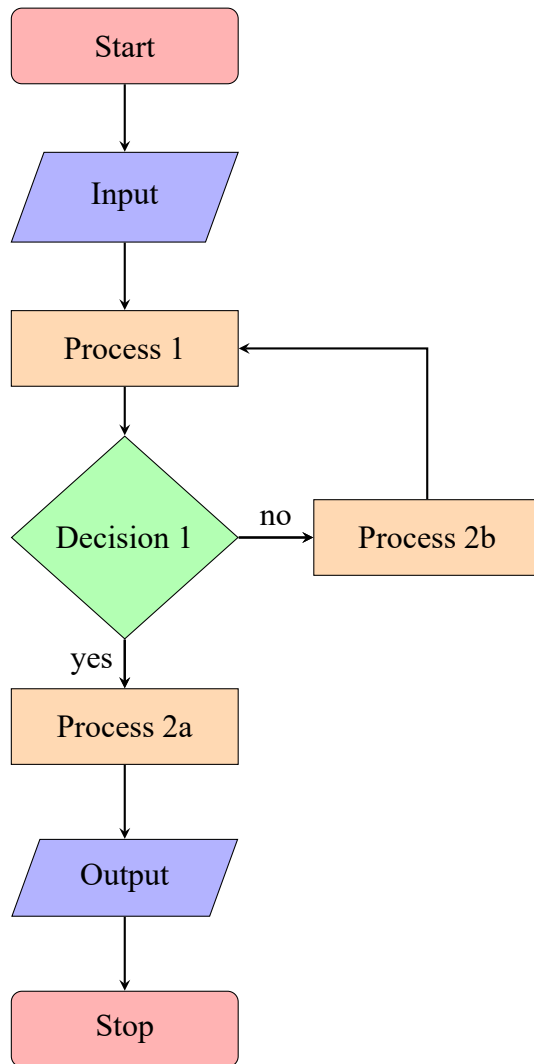 Start
Input
Process 1
Decision 1
no
Process 2b
yes
Process 2a
Output
Stop